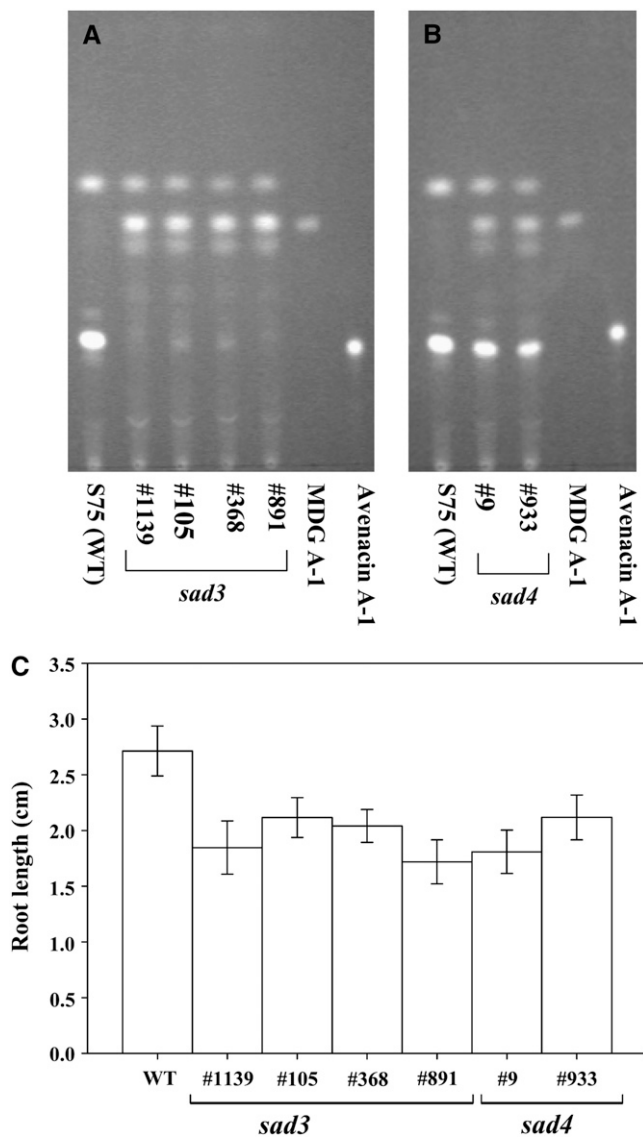 A
B
S75 (WT)
#1139
#105
#368
#891
MDG A-1
Avenacin A-1
sad3
S75 (WT)
#9
#933
MDG A-1
Avenacin A-1
sad4
C
Root length (cm)
3.5
3.0
2.5
2.0
1.5
1.0
0.5
0.0
WT #1139 #105 #368 #891 #9 #933
sad3 sad4